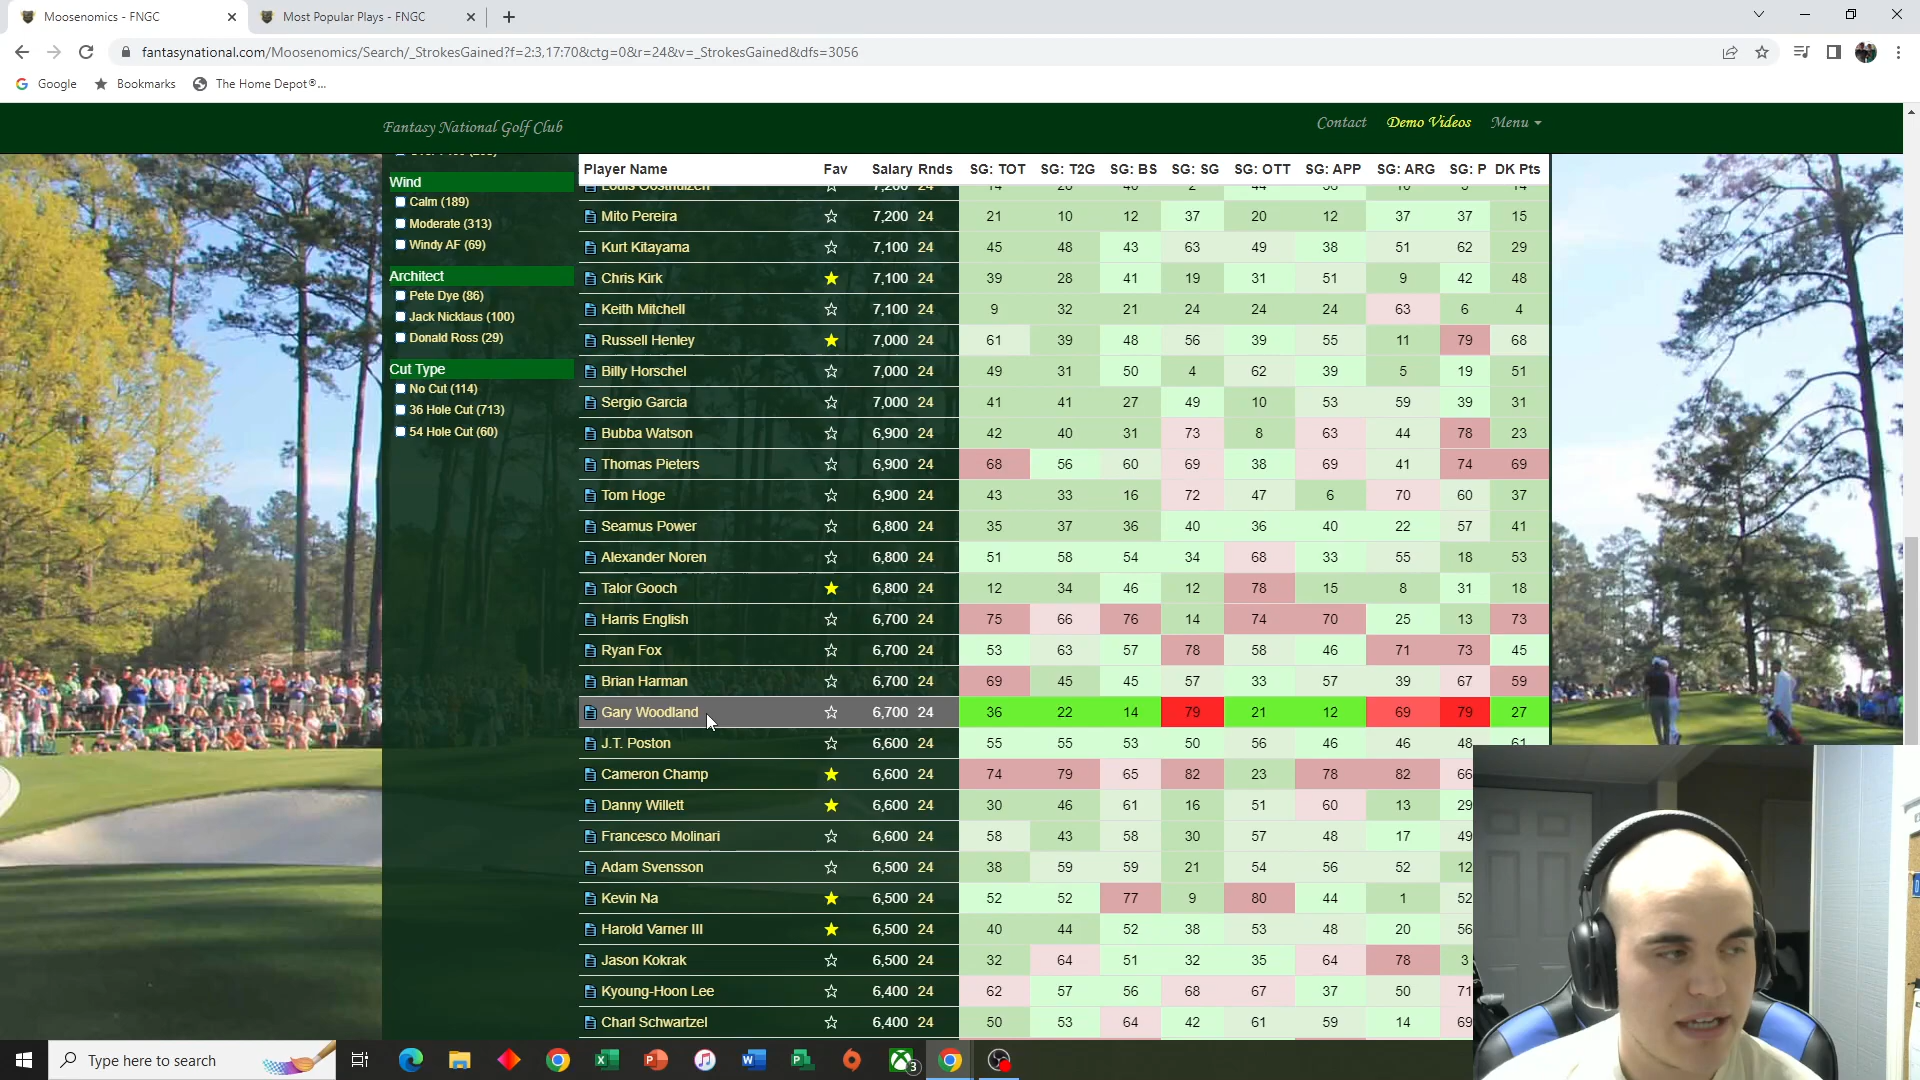 Moosenomics - FNGC
Most Popular Plays - FNGC
fantasynational.com/Moosenomics/Search/_StrokesGained?f=2:3,17:70&ctg=0&r=24&v=_StrokesGained&dfs=3056
Google Bookmarks The Home Depot®...
Fantasy National Golf Club
Contact Demo Videos Menu
Wind
Calm (189)
Moderate (313)
Windy AF (69)
Architect
Pete Dye (86)
Jack Nicklaus (100)
Donald Ross (29)
Cut Type
No Cut (114)
36 Hole Cut (713)
54 Hole Cut (60)
Player Name Fav Salary Rnds SG: TOT SG: T2G SG: BS SG: SG SG: OTT SG: APP SG: ARG SG: P DK Pts
Mito Pereira 7,200 24 21 10 12 37 20 12 37 37 15
Kurt Kitayama 7,100 24 45 48 43 63 49 38 51 62 29
Chris Kirk 7,100 24 39 28 41 19 31 51 9 42 48
Keith Mitchell 7,100 24 9 32 21 24 24 24 63 6 4
Russell Henley 7,000 24 61 39 48 56 39 55 11 79 68
Billy Horschel 7,000 24 49 31 50 4 62 39 5 19 51
Sergio Garcia 7,000 24 41 41 27 49 10 53 59 39 31
Bubba Watson 6,900 24 42 40 31 73 8 63 44 78 23
Thomas Pieters 6,900 24 68 56 60 69 38 69 41 74 69
Tom Hoge 6,900 24 43 33 16 72 47 6 70 60 37
Seamus Power 6,800 24 35 37 36 40 36 40 22 57 41
Alexander Noren 6,800 24 51 58 54 34 68 33 55 18 53
Talor Gooch 6,800 24 12 34 46 12 78 15 8 31 18
Harris English 6,700 24 75 66 76 14 74 70 25 13 73
Ryan Fox 6,700 24 53 63 57 78 58 46 71 73 45
Brian Harman 6,700 24 69 45 45 57 33 57 39 67 59
Gary Woodland 6,700 24 36 22 14 79 21 12 69 79 27
J.T. Poston 6,600 24 55 55 53 50 56 46 46 48 61
Cameron Champ 6,600 24 74 79 65 82 23 78 82 66
Danny Willett 6,600 24 30 46 61 16 51 60 13 29
Francesco Molinari 6,600 24 58 43 58 30 57 48 17 49
Adam Svensson 6,500 24 38 59 59 21 54 56 52 12
Kevin Na 6,500 24 52 52 77 9 80 44 1 52
Harold Varner III 6,500 24 40 44 52 38 53 48 20 56
Jason Kokrak 6,500 24 32 64 51 32 35 64 78 3
Kyoung-Hoon Lee 6,400 24 62 57 56 68 67 37 50 71
Charl Schwartzel 6,400 24 50 53 64 42 61 59 14 69
Type here to search
3